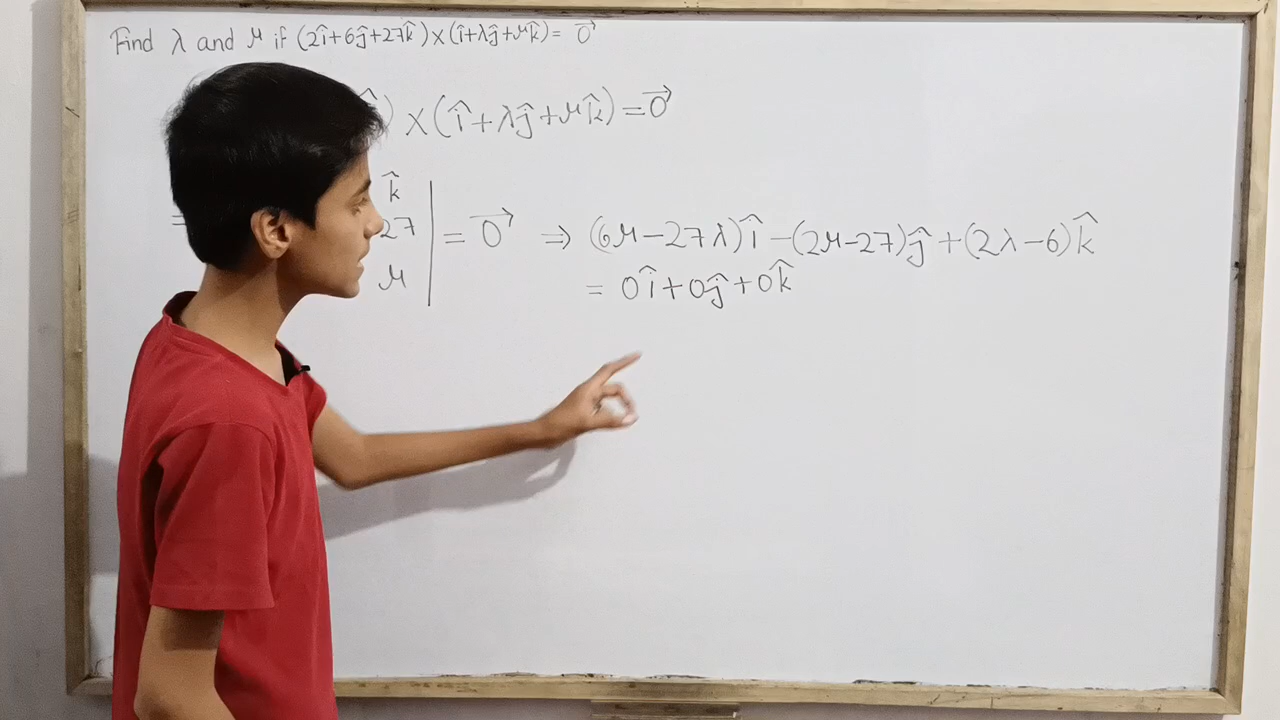 Find λ and μ if (2î+6ĵ+27k̂)×(î+λĵ+μk̂)= 0⃗
)×(î+λĵ+μk̂)=0⃗
= | k̂
27 | = 0⃗ ⇒ (6μ-27λ)î-(2μ-27)ĵ+(2λ-6)k̂
μ | = 0î+0ĵ+0k̂